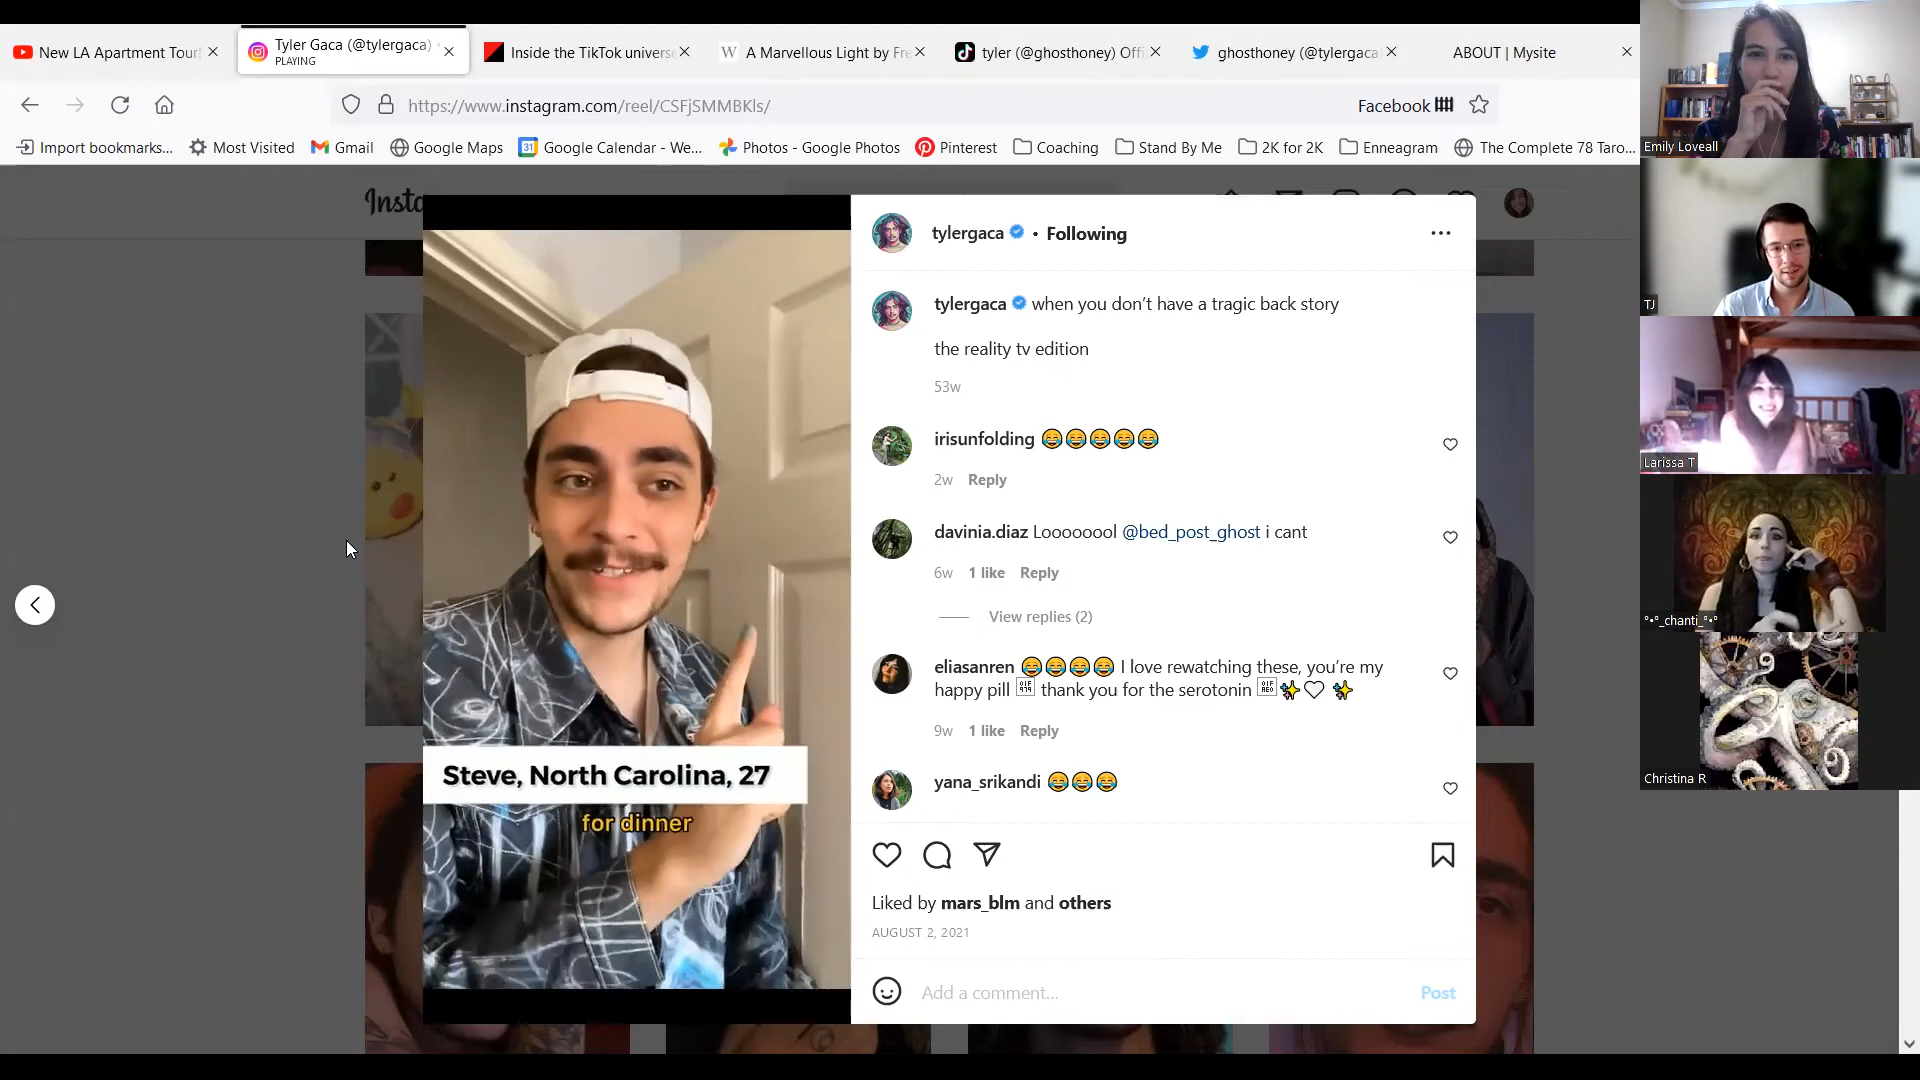 New LA Apartment Tour!
Tyler Gaca (@tylergaca)
PLAYING
Inside the TikTok universe
A Marvellous Light by Fre
tyler (@ghosthoney) Offi
ghosthoney (@tylergaca
ABOUT | Mysite
https://www.instagram.com/reel/CSFjSMMBKls/
Facebook
Import bookmarks...
Most Visited
Gmail
Google Maps
Google Calendar - We...
Photos - Google Photos
Pinterest
Coaching
Stand By Me
2K for 2K
Enneagram
The Complete 78 Taro...
Insta
tylergaca • Following
tylergaca when you don't have a tragic back story
the reality tv edition
53w
irisunfolding 😂😂😂😂😂
2w Reply
davinia.diaz Loooooool @bed_post_ghost i cant
6w 1 like Reply
View replies (2)
eliasanren 😂😂😂😂 I love rewatching these, you're my
happy pill thank you for the serotonin ✨🤍 ✨
9w 1 like Reply
yana_srikandi 😂😂😂
Liked by mars_blm and others
AUGUST 2, 2021
Add a comment...
Post
Steve, North Carolina, 27
for dinner
Emily Loveall
TJ
Larissa T
°•°_chanti_°•°
Christina R